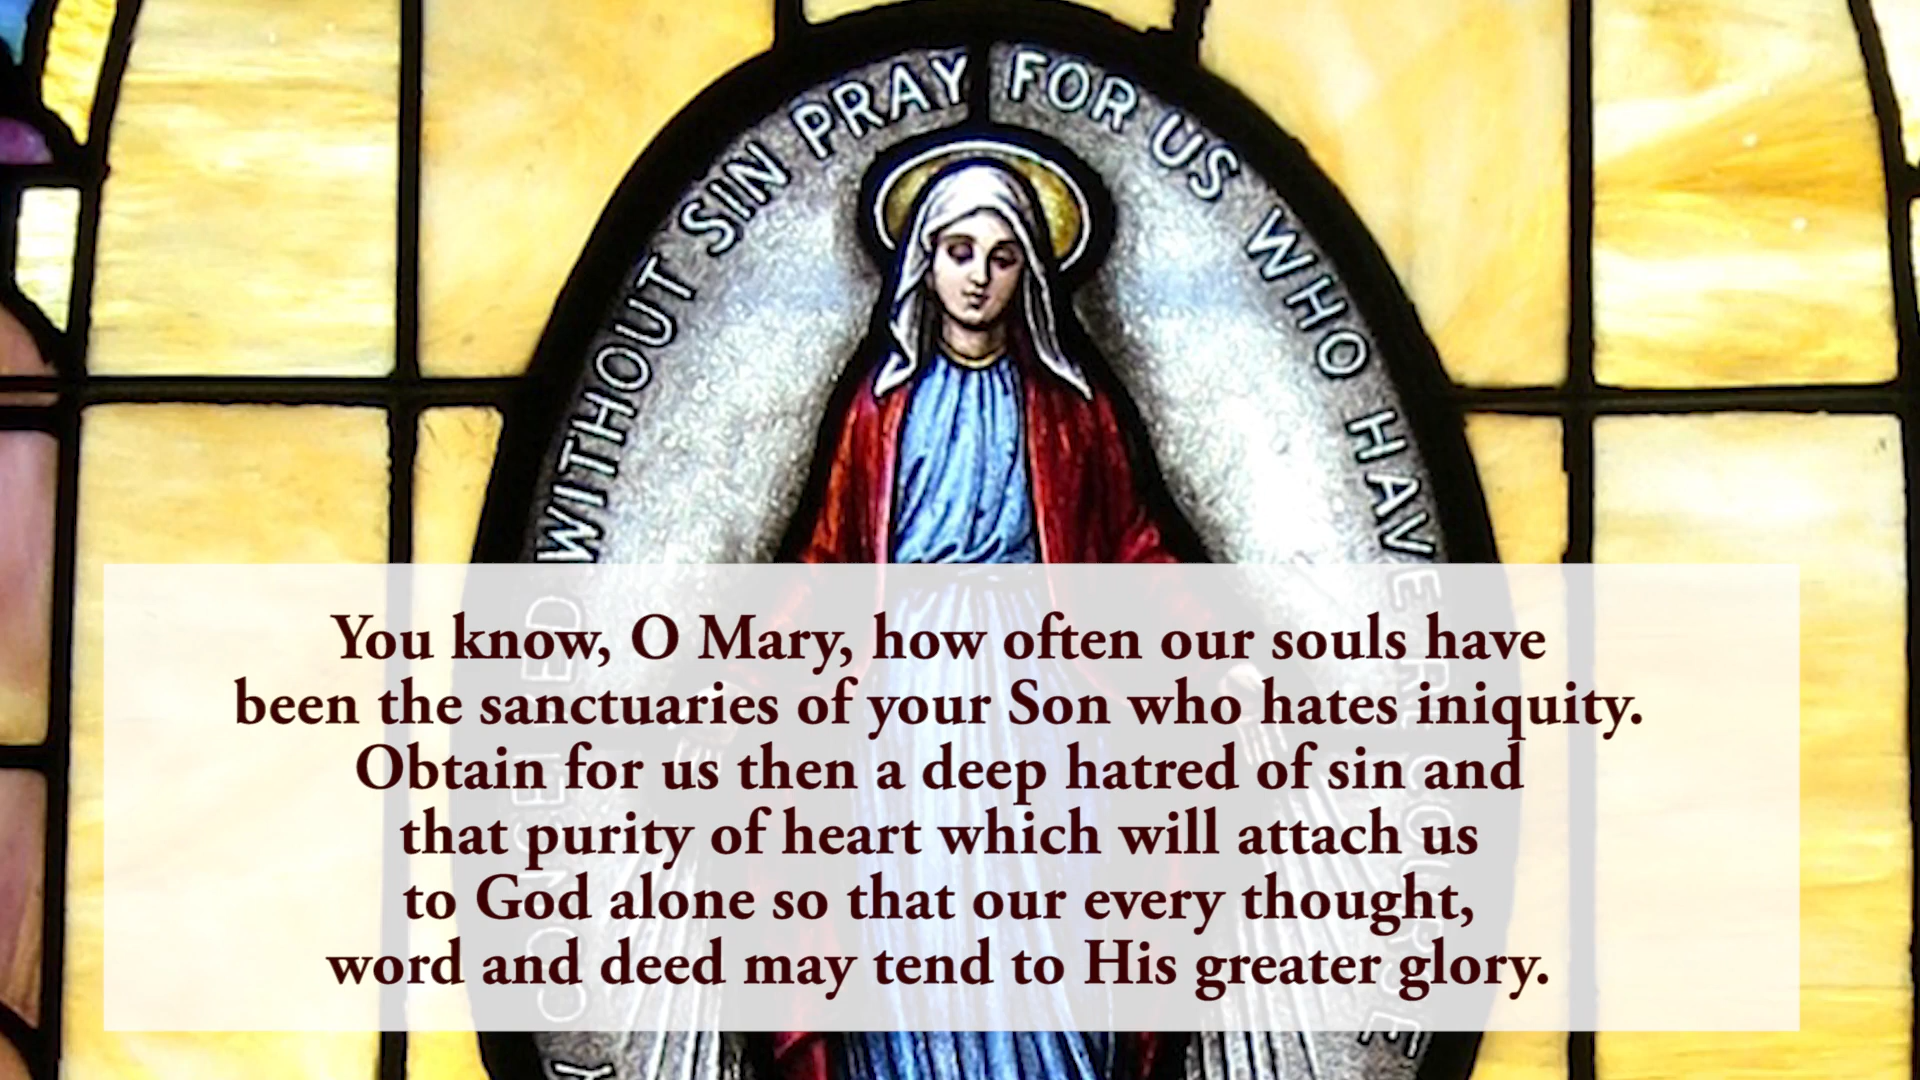 CONCEIVED WITHOUT SIN PRAY FOR US WHO HAVE RECOURSE
You know, O Mary, how often our souls have
been the sanctuaries of your Son who hates iniquity.
Obtain for us then a deep hatred of sin and
that purity of heart which will attach us
to God alone so that our every thought,
word and deed may tend to His greater glory.